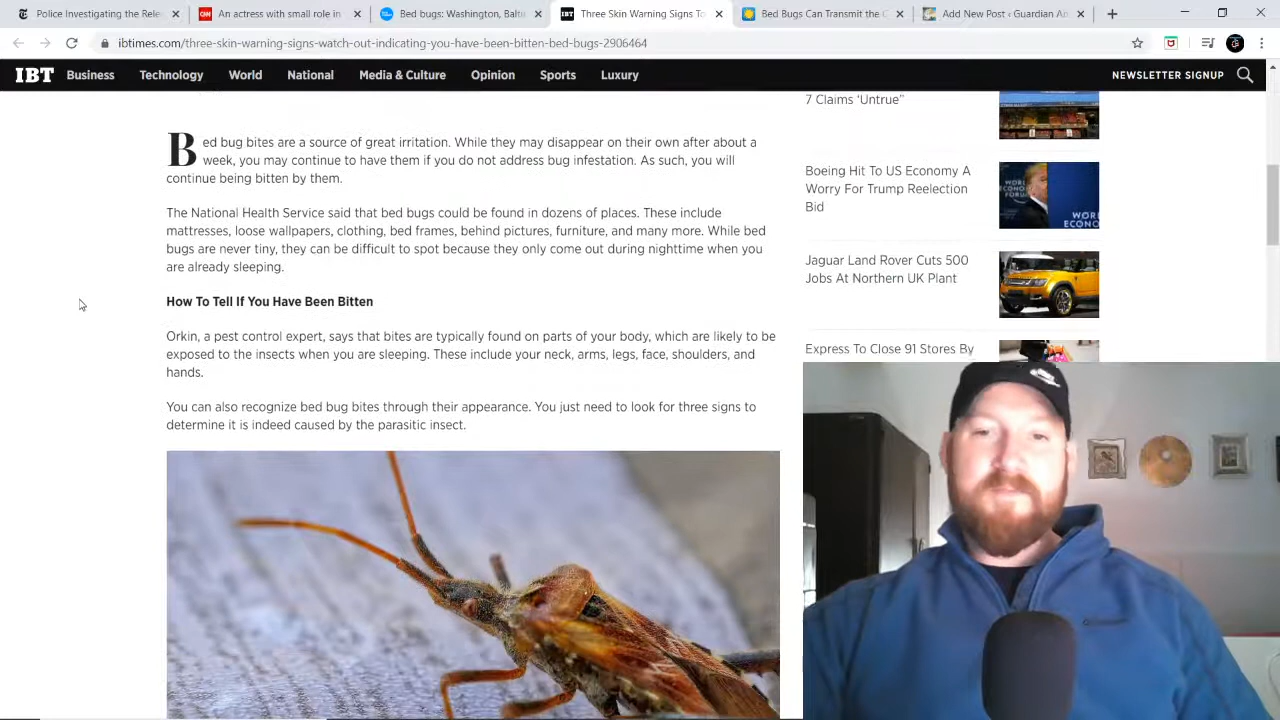 Police Investigating the Rele
An actress with small role in
Bed bugs: Washington, Balti
Three Skin Warning Signs To
Bed Bugs Can Transmit the C
Add New Post ‹ Guardian Ab
ibtimes.com/three-skin-warning-signs-watch-out-indicating-you-have-been-bitten-bed-bugs-2906464
IBT Business Technology World National Media & Culture Opinion Sports Luxury NEWSLETTER SIGNUP
Bed bug bites are a source of great irritation. While they may disappear on their own after about a
week, you may continue to have them if you do not address bug infestation. As such, you will
continue being bitten by them.
The National Health Service said that bed bugs could be found in dozens of places. These include
mattresses, loose wallpapers, clothing, bed frames, behind pictures, furniture, and many more. While bed
bugs are never tiny, they can be difficult to spot because they only come out during nighttime when you
are already sleeping.
How To Tell If You Have Been Bitten
Orkin, a pest control expert, says that bites are typically found on parts of your body, which are likely to be
exposed to the insects when you are sleeping. These include your neck, arms, legs, face, shoulders, and
hands.
You can also recognize bed bug bites through their appearance. You just need to look for three signs to
determine it is indeed caused by the parasitic insect.
7 Claims 'Untrue"
Boeing Hit To US Economy A
Worry For Trump Reelection
Bid
Jaguar Land Rover Cuts 500
Jobs At Northern UK Plant
Express To Close 91 Stores By